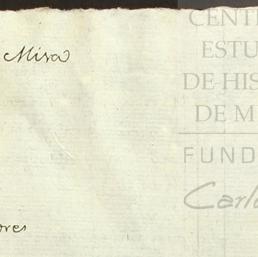 CENT
Misa
ESTU
DE HIS
DE M
FUND
Carlo
ores